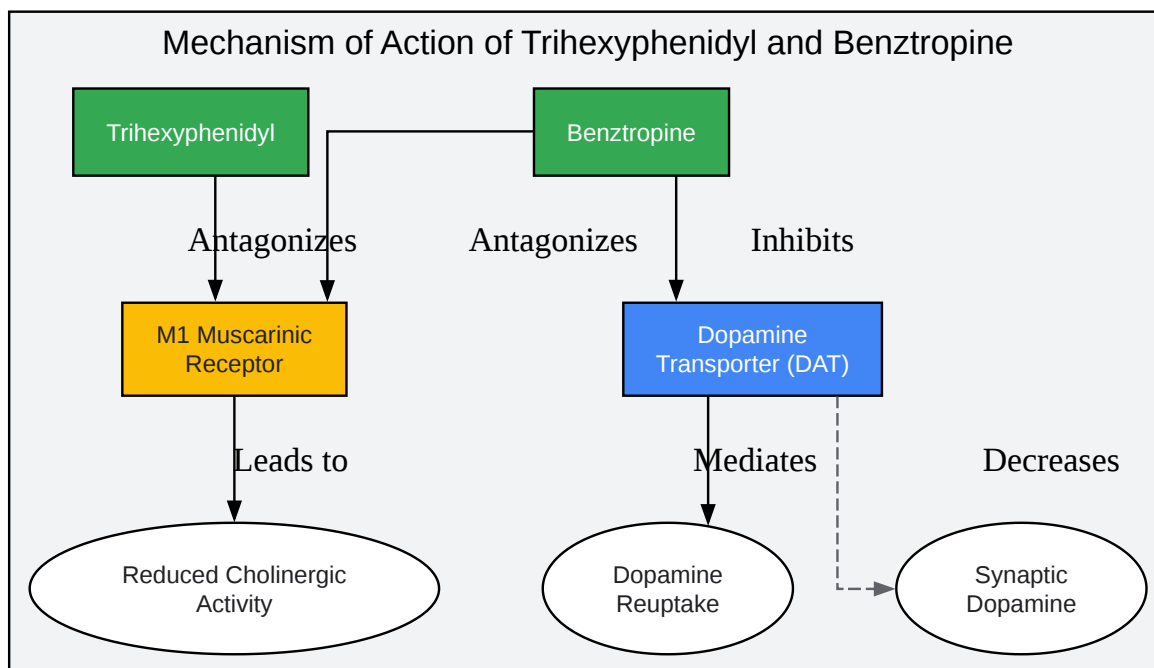 Mechanism of Action of Trihexyphenidyl and Benztropine
Trihexyphenidyl
Benztropine
Antagonizes
Antagonizes
Inhibits
M1 Muscarinic
Receptor
Dopamine
Transporter (DAT)
Leads to
Mediates
Decreases
Reduced Cholinergic
Activity
Dopamine
Reuptake
Synaptic
Dopamine